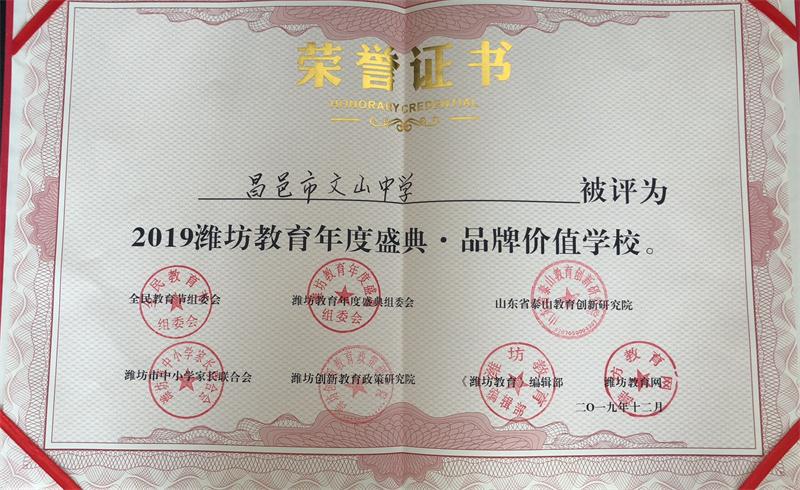 荣誉证书
HONORARY CREDENTIAL
昌邑市文山中学 被评为
2019潍坊教育年度盛典·品牌价值学校。
全民教育节组委会 潍坊教育年度盛典组委会 山东省泰山教育创新研究院
潍坊市中小学家长联合会 潍坊创新教育政策研究院 《潍坊教育》编辑部 潍坊教育网
二〇一九年十二月